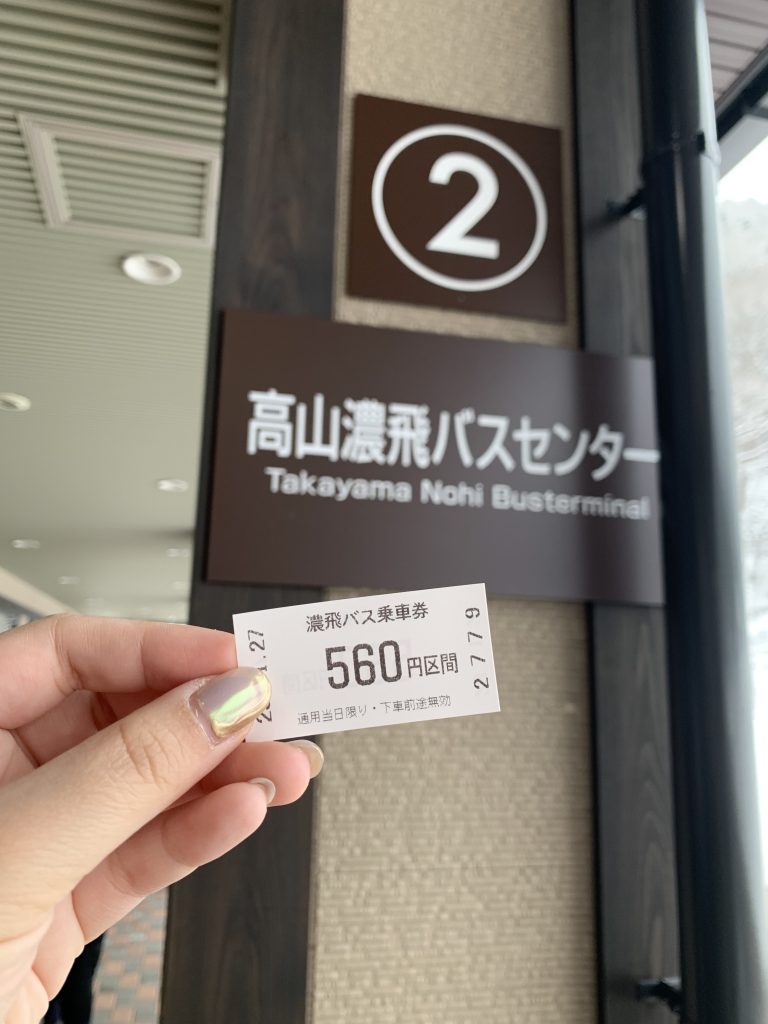 ②
高山濃飛バスセンター
Takayama Nohi Busterminal
濃飛バス乗車券
560円区間
通用当日限り・下車前途無効
2779